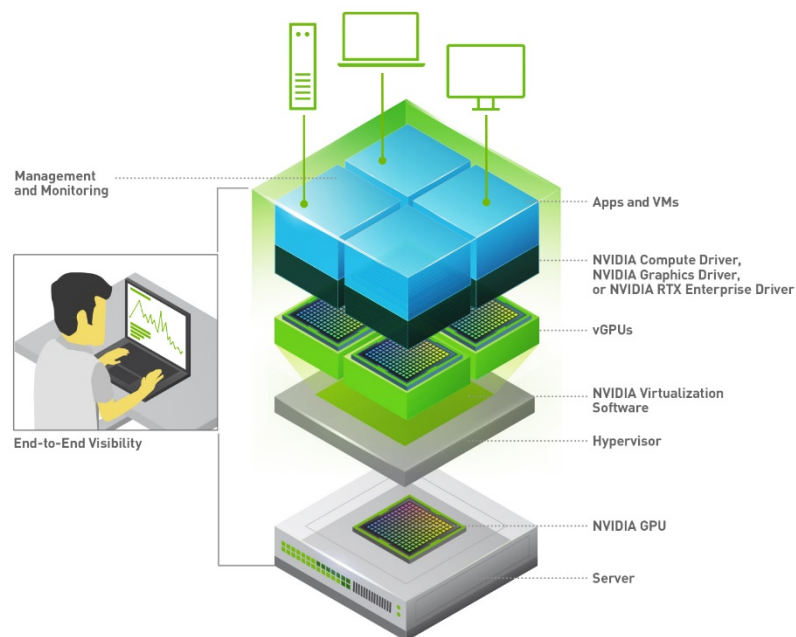 Management
and Monitoring
Apps and VMs
NVIDIA Compute Driver,
NVIDIA Graphics Driver,
or NVIDIA RTX Enterprise Driver
vGPUs
NVIDIA Virtualization
Software
End-to-End Visibility
Hypervisor
NVIDIA GPU
Server